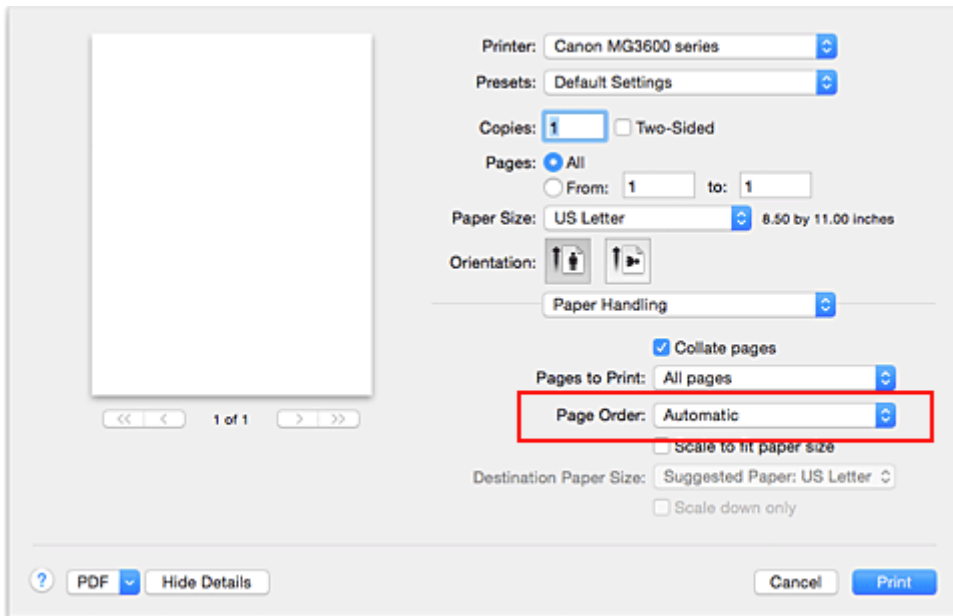 Printer: Canon MG3600 series
Presets: Default Settings
Copies: 1 Two-Sided
Pages: All
From: 1 to: 1
Paper Size: US Letter 8.50 by 11.00 inches
Orientation:
Paper Handling
Collate pages
Pages to Print: All pages
<< < 1 of 1 > >>
Page Order: Automatic
Scale to fit paper size
Destination Paper Size: Suggested Paper: US Letter
Scale down only
? PDF Hide Details Cancel Print